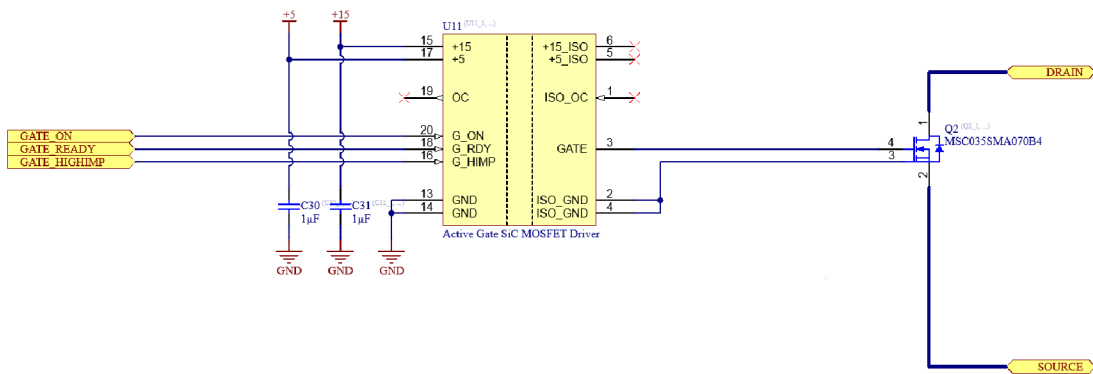 +5 +15
U11
15 +15 +15_ISO 6
17 +5 +5_ISO 5
19 OC ISO_OC 1
DRAIN
GATE_ON 20 G_ON
GATE_READY 18 G_RDY GATE 3
GATE_HIGHIMP 16 G_HIMP
1
Q2
MSC035SMA070B4
4
3
2
13 GND ISO_GND 2
14 GND ISO_GND 4
C30 C31
1µF 1µF
Active Gate SiC MOSFET Driver
GND GND GND
SOURCE